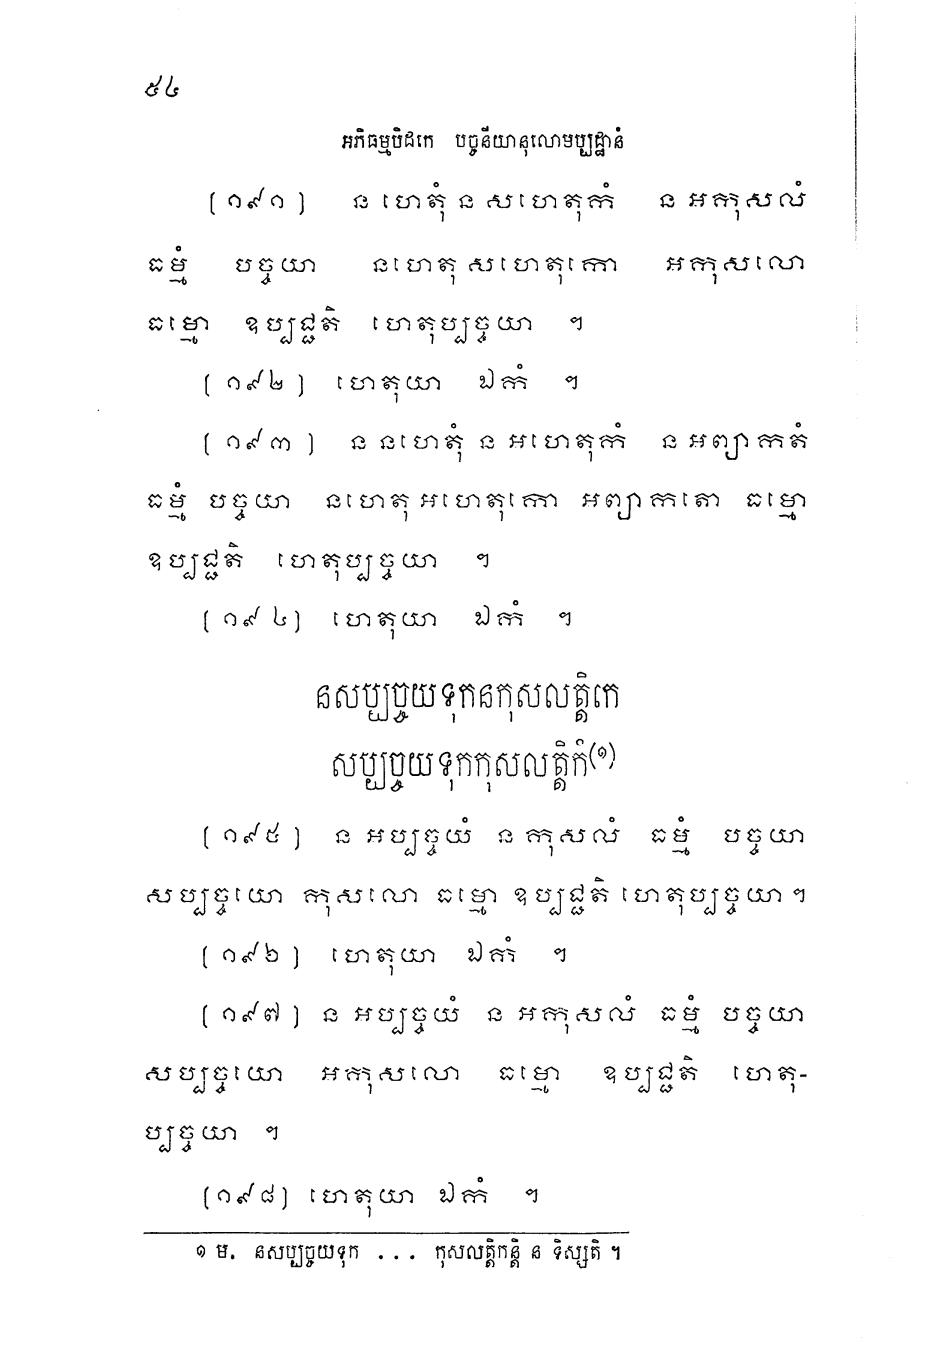 ៥៤
អភិធម្មបិដកេ បច្ចនីយានុលោមប្បដ្ឋានំ
[១៩១] ន ហេតុំ ន សហេតុកំ ន អកុសលំ
ធម្មំ បច្ចយា នហេតុ សហេតុកោ អកុសលោ
ធម្មោ ឧប្បជ្ជតិ ហេតុប្បច្ចយា ។
[១៩២] ហេតុយា ឯកំ ។
[១៩៣] ន នហេតុំ ន អហេតុកំ ន អព្យាកតំ
ធម្មំ បច្ចយា នហេតុ អហេតុកោ អព្យាកតោ ធម្មោ
ឧប្បជ្ជតិ ហេតុប្បច្ចយា ។
[១៩៤] ហេតុយា ឯកំ ។
នសប្បច្ចយទុកនកុសលត្តិកេ
សប្បច្ចយទុកកុសលត្តិកំ(១)
[១៩៥] ន អប្បច្ចយំ ន កុសលំ ធម្មំ បច្ចយា
សប្បច្ចយោ កុសលោ ធម្មោ ឧប្បជ្ជតិ ហេតុប្បច្ចយា ។
[១៩៦] ហេតុយា ឯកំ ។
[១៩៧] ន អប្បច្ចយំ ន អកុសលំ ធម្មំ បច្ចយា
សប្បច្ចយោ អកុសលោ ធម្មោ ឧប្បជ្ជតិ ហេតុ-
ប្បច្ចយា ។
[១៩៨] ហេតុយា ឯកំ ។
១ ម. នសប្បច្ចយទុក ... កុសលត្តិកន្តិ ន ទិស្សតិ ។